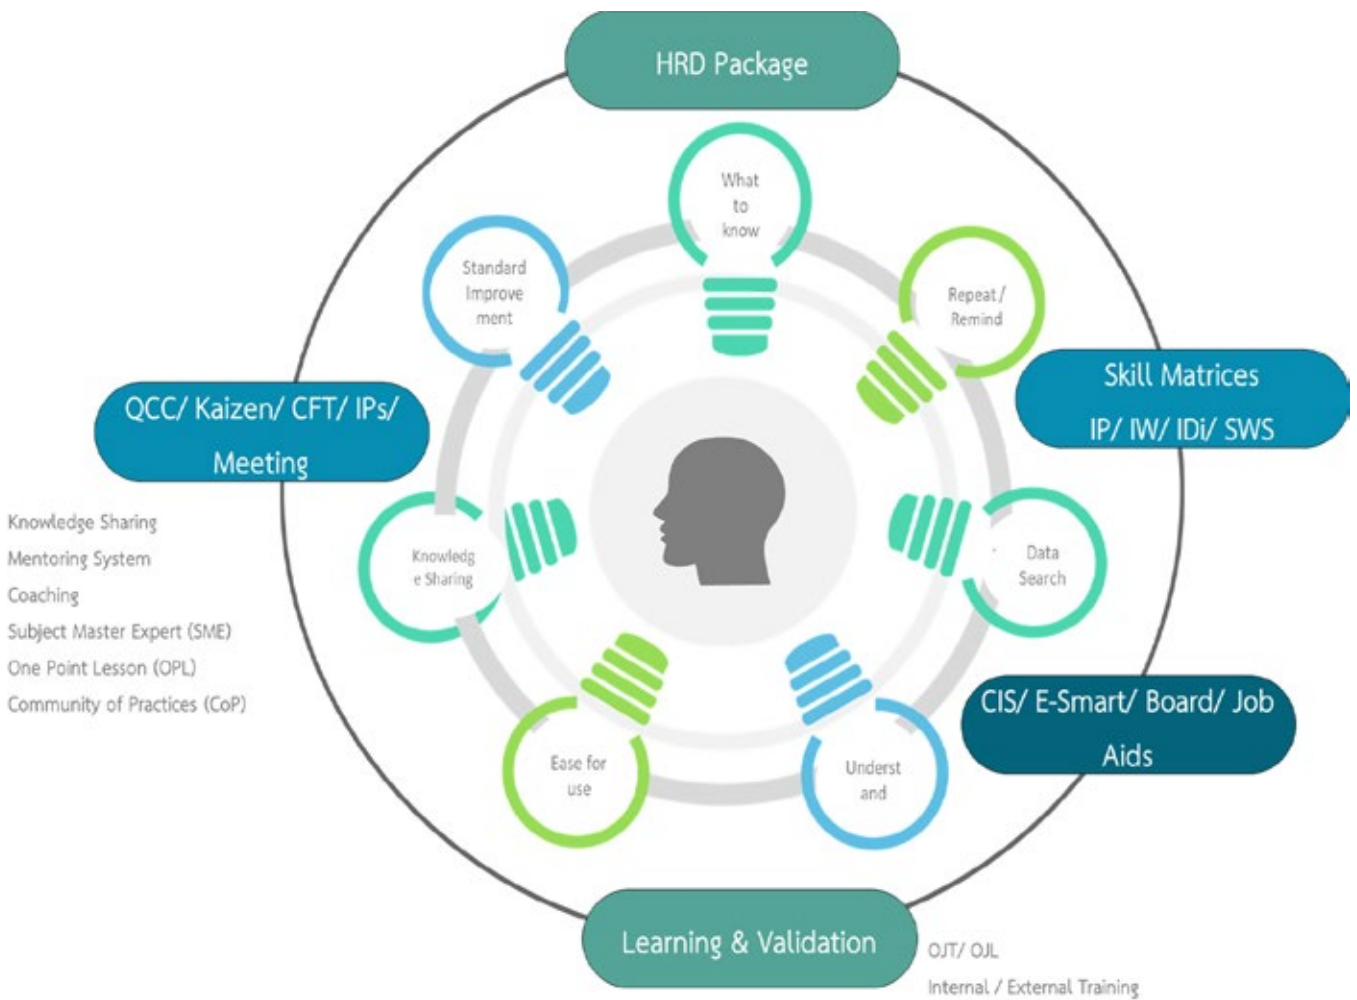 HRD Package
What
to
know
Standard
Improve
ment
Repeat /
Remind
Skill Matrices
IP/ IW/ IDi/ SWS
QCC/ Kaizen/ CFT/ IPs/
Meeting
Knowledge Sharing
Mentoring System
Coaching
Subject Master Expert (SME)
One Point Lesson (OPL)
Community of Practices (CoP)
Knowledg
e Sharing
Data
Search
CIS/ E-Smart/ Board/ Job
Aids
Ease for
use
Underst
and
Learning & Validation
OJT/ OJL
Internal / External Training